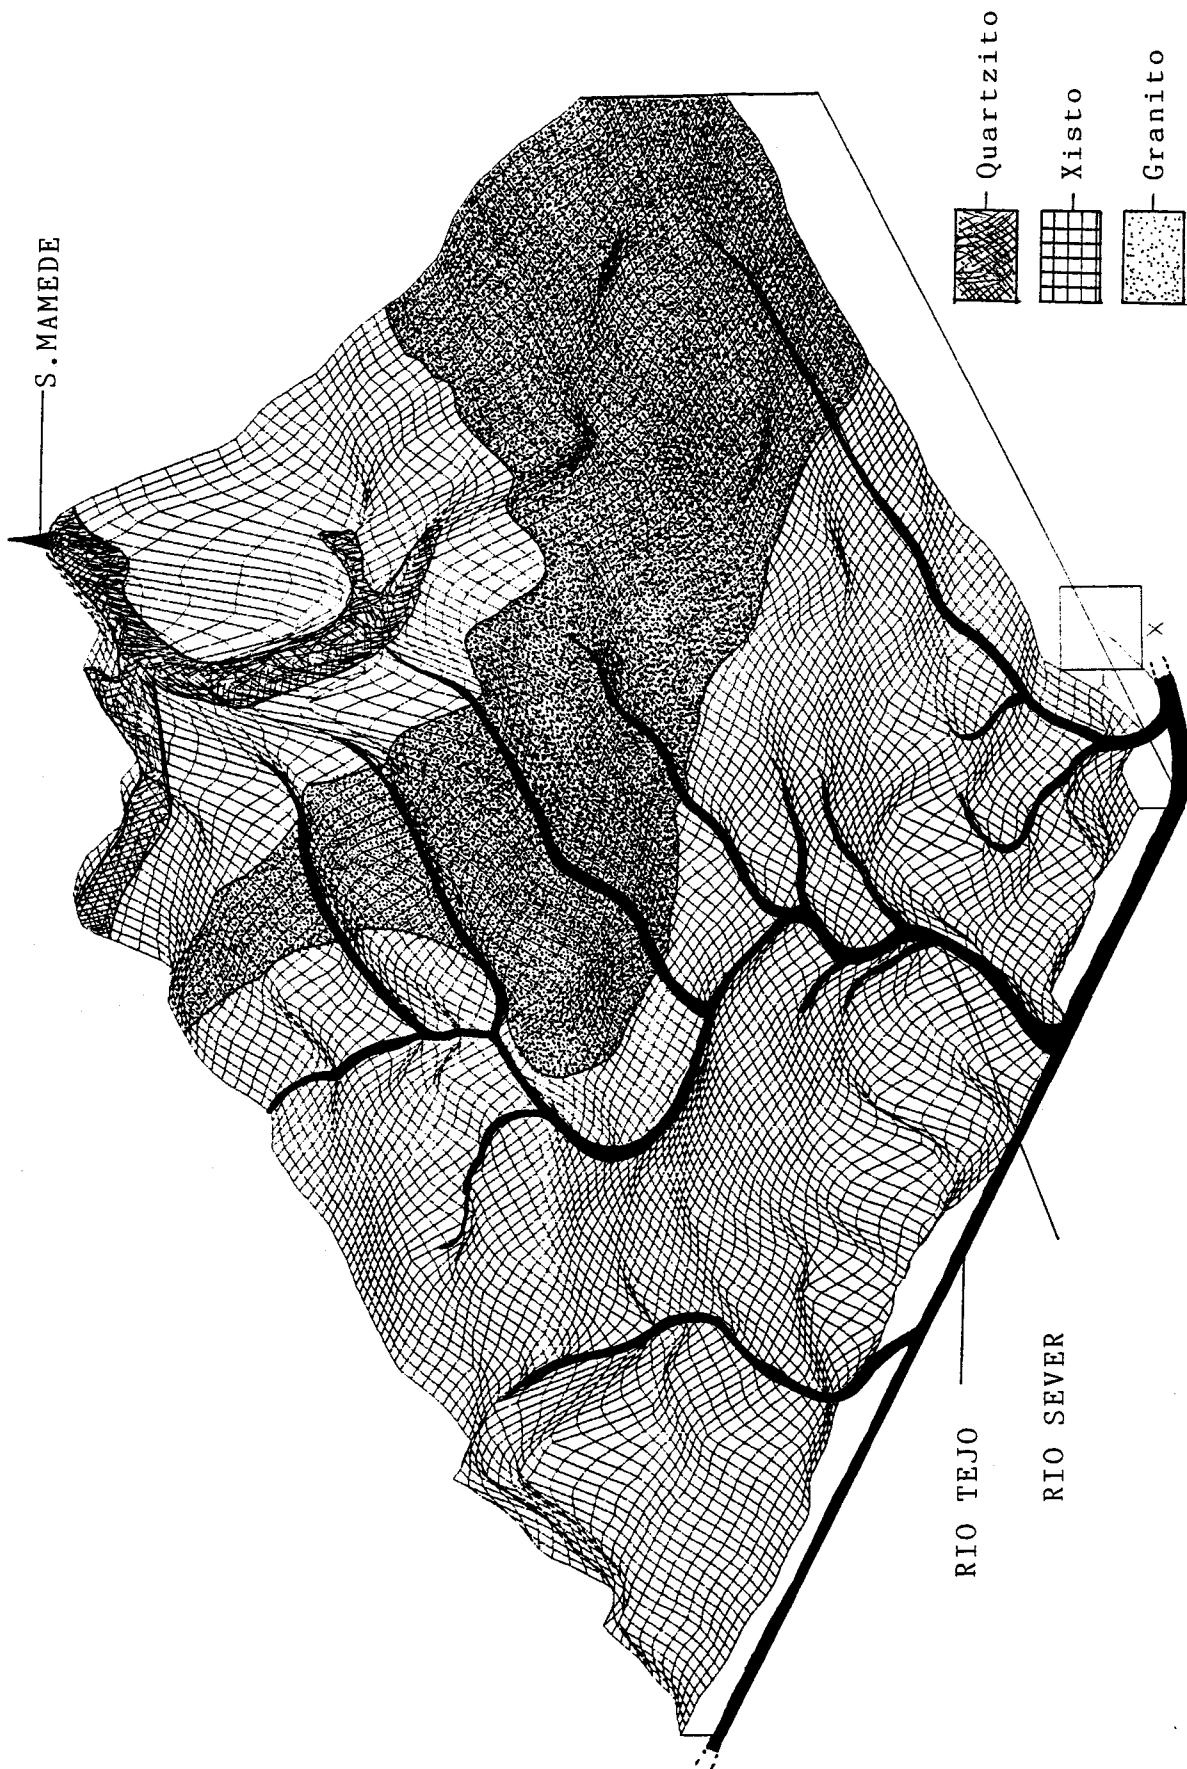 S.MAMEDE
RIO TEJO
RIO SEVER
Quartzito
Xisto
Granito
X